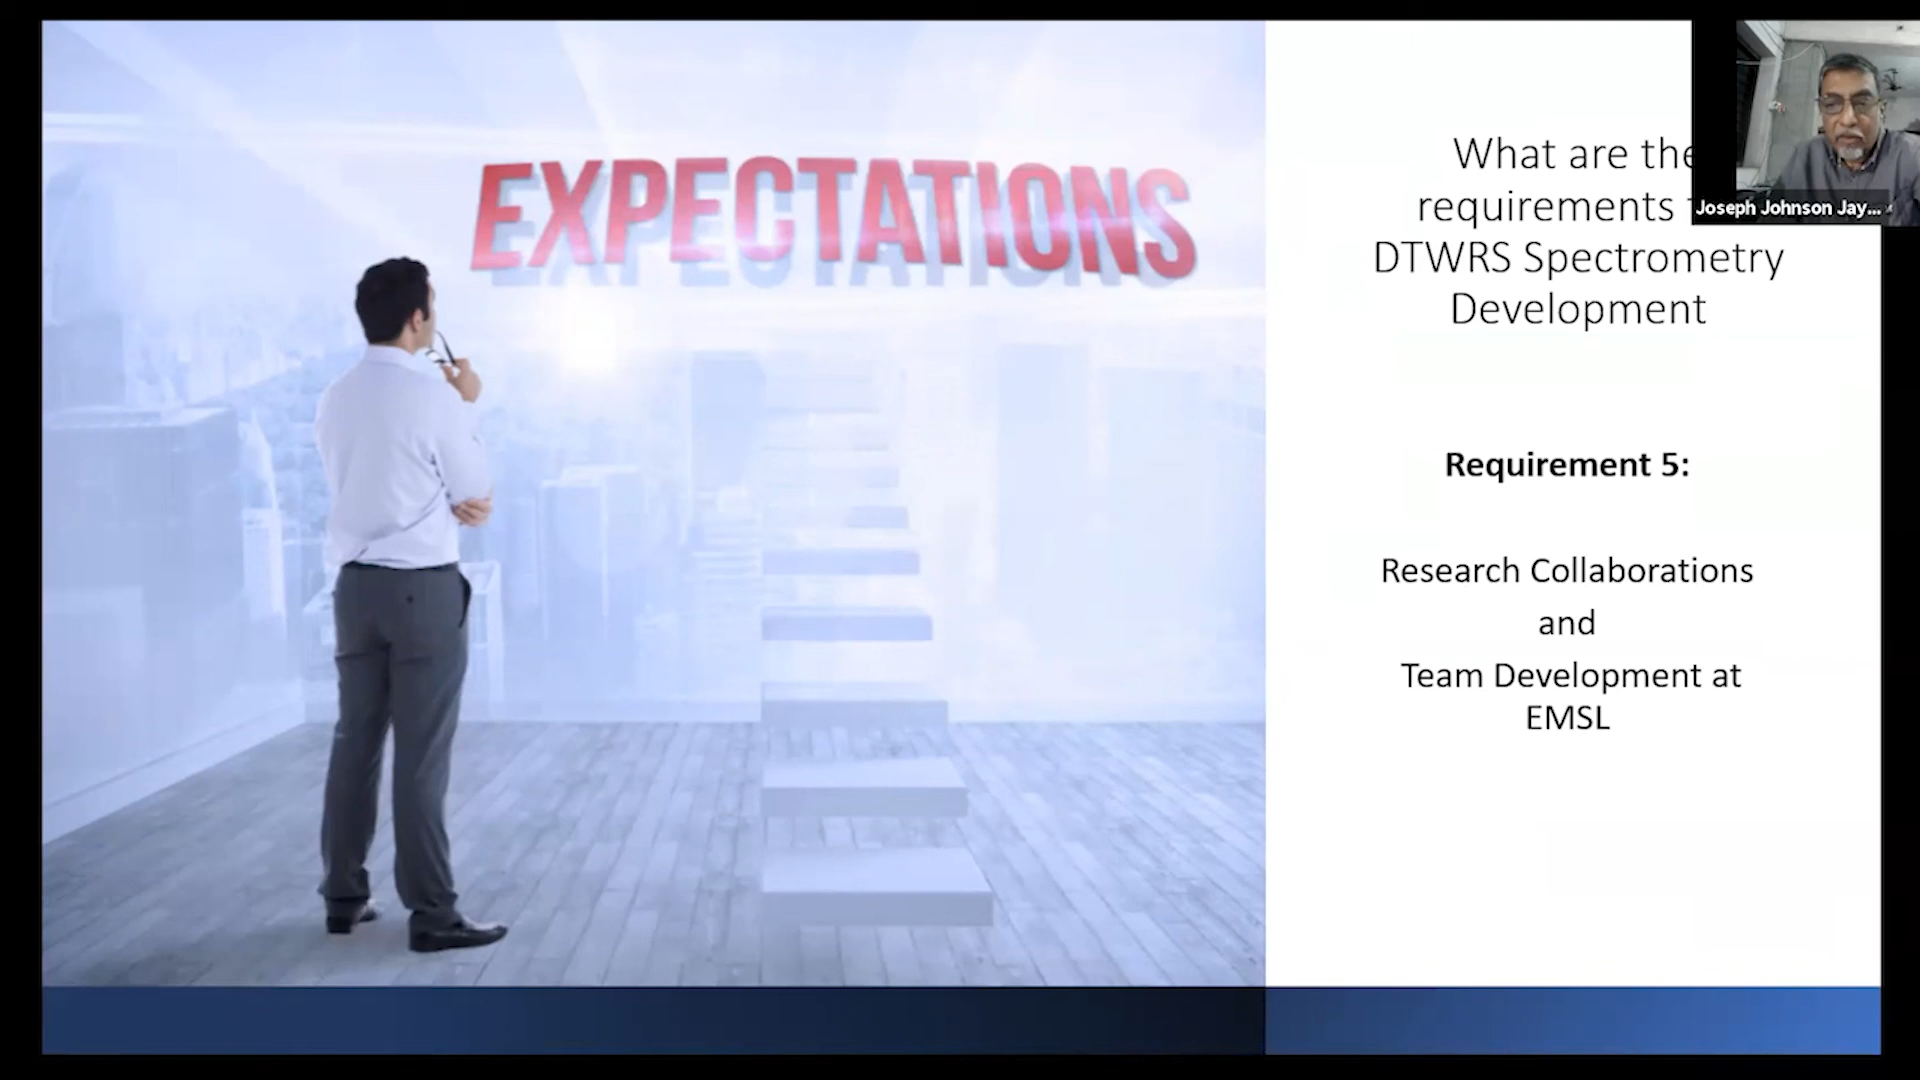 EXPECTATIONS
What are the
requirements
DTWRS Spectrometry
Development
Requirement 5:
Research Collaborations
and
Team Development at
EMSL
Joseph Johnson Jay...